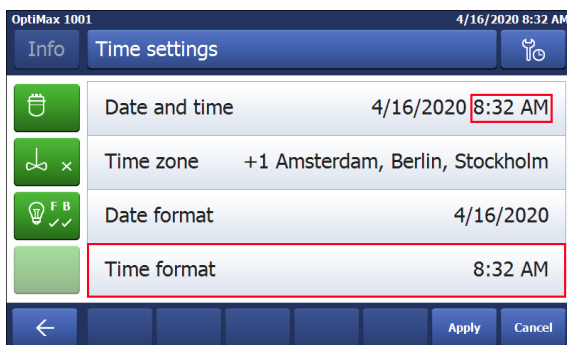 OptiMax 1001 4/16/2020 8:32 AM
Info Time settings
Date and time 4/16/2020 8:32 AM
Time zone +1 Amsterdam, Berlin, Stockholm
F B
Date format 4/16/2020
Time format 8:32 AM
Apply Cancel